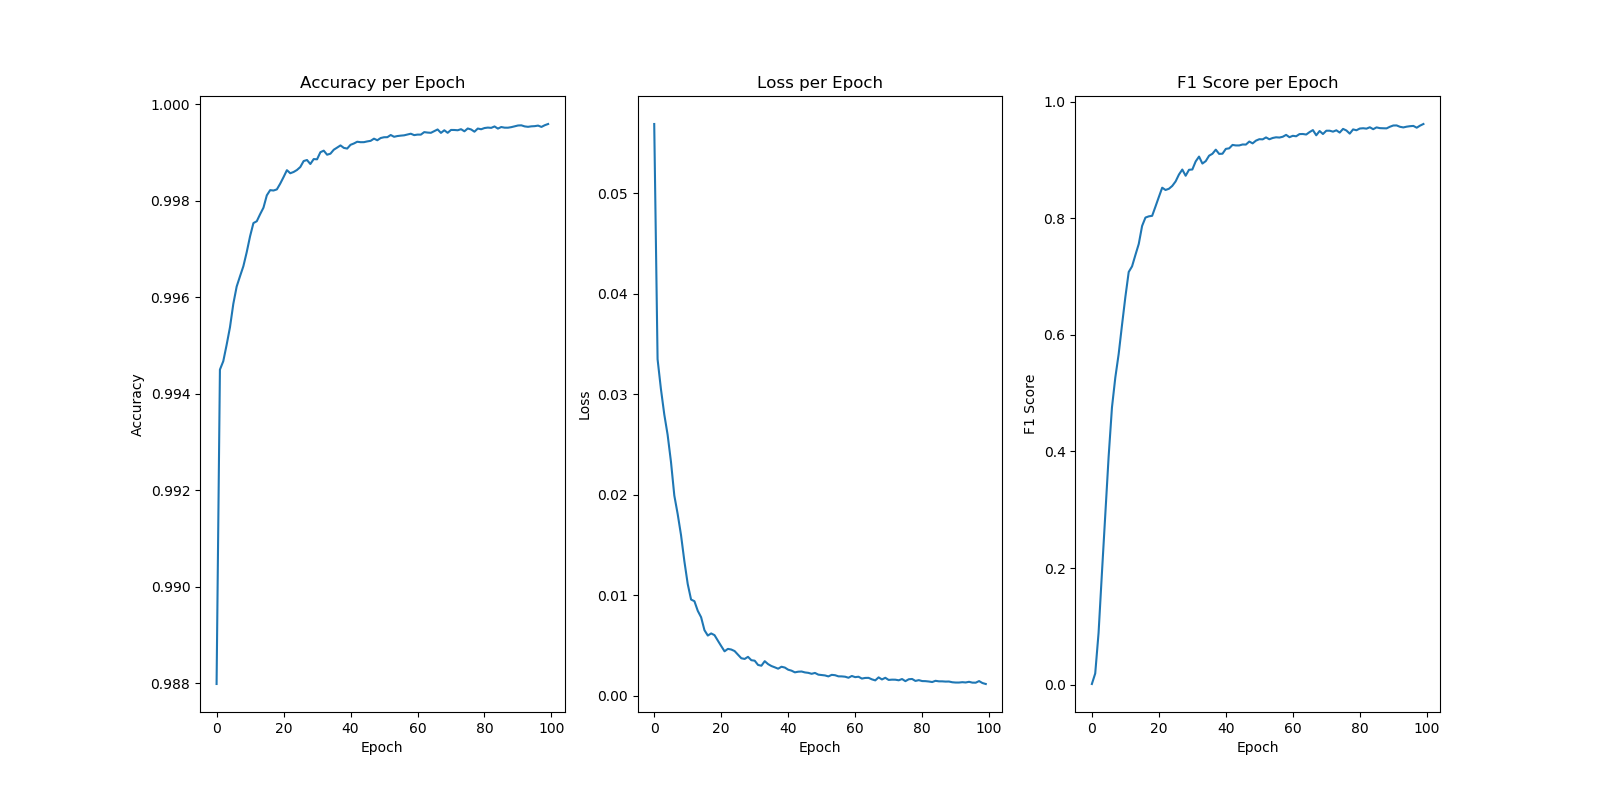 Accuracy per Epoch
Accuracy
1.000
0.998
0.996
0.994
0.992
0.990
0.988
0 20 40 60 80 100
Epoch
Loss per Epoch
Loss
0.05
0.04
0.03
0.02
0.01
0.00
0 20 40 60 80 100
Epoch
F1 Score per Epoch
F1 Score
1.0
0.8
0.6
0.4
0.2
0.0
0 20 40 60 80 100
Epoch